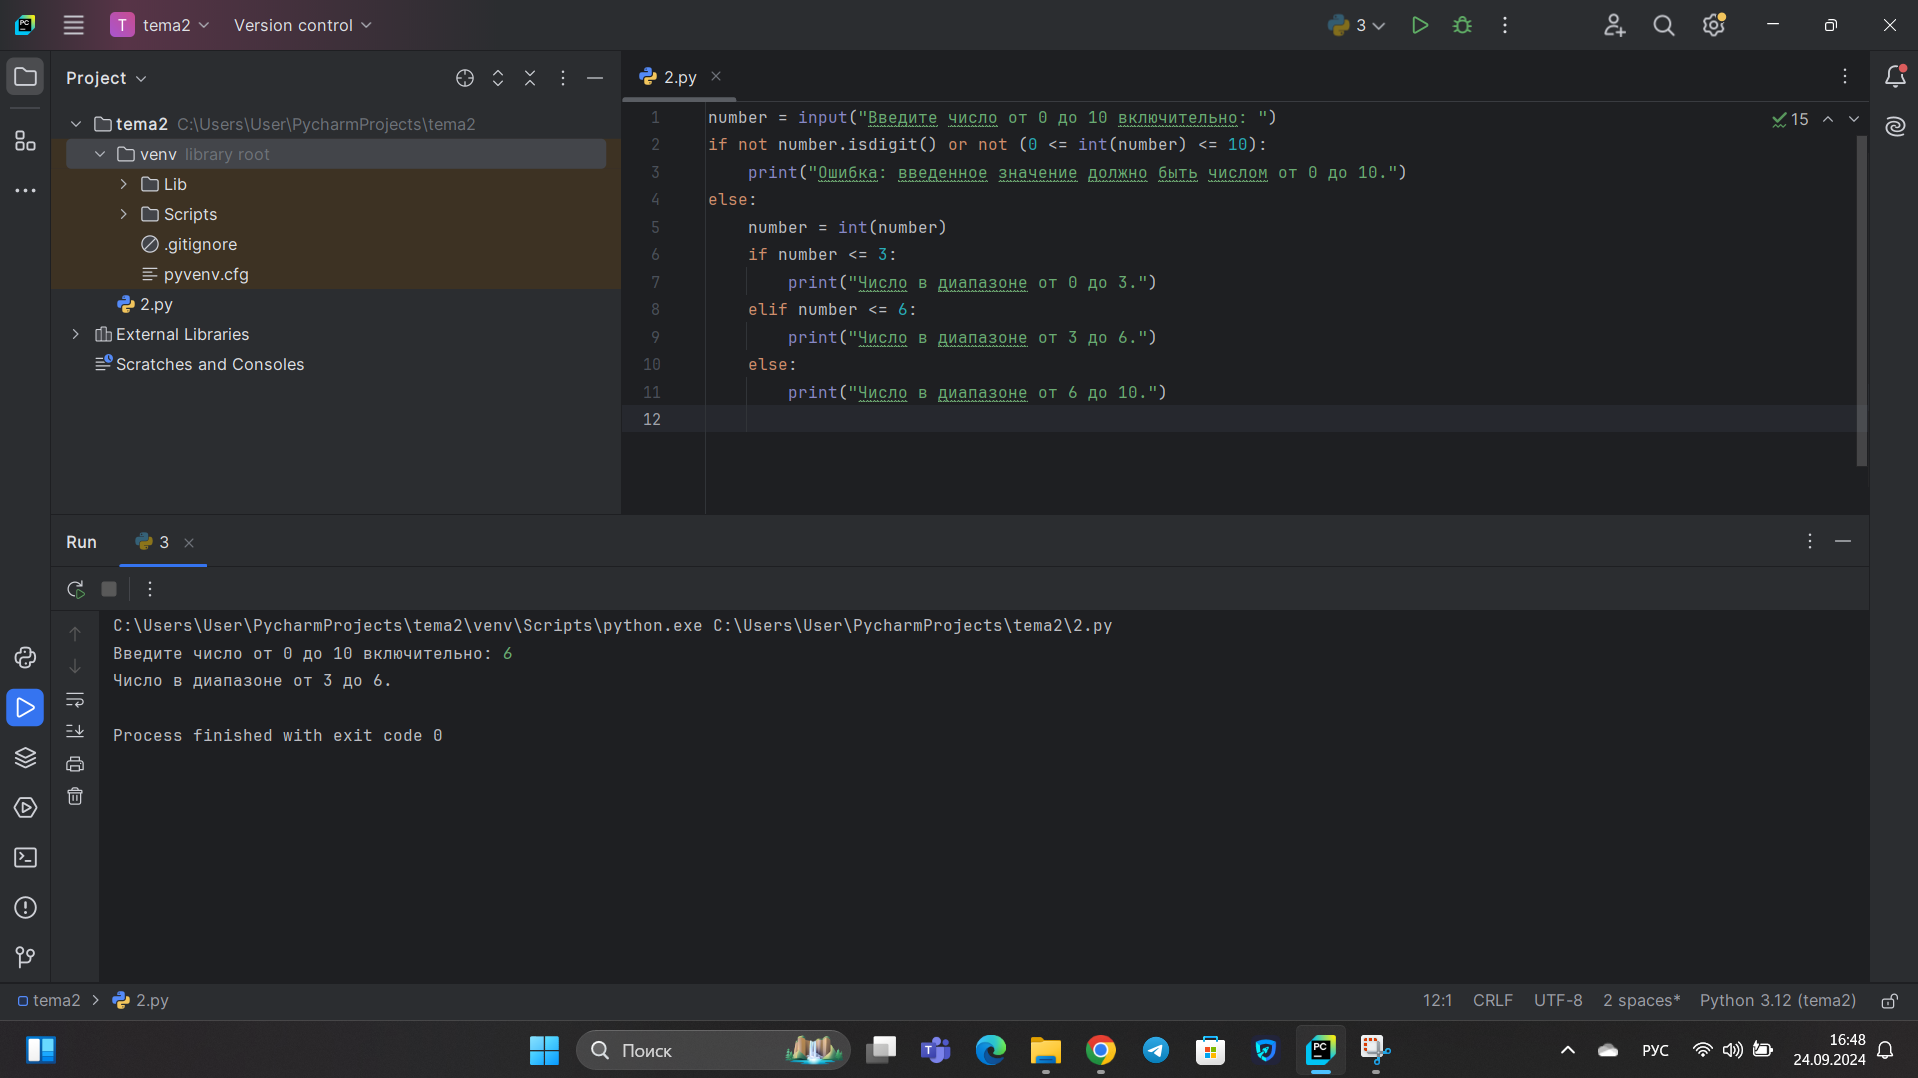 T tema2 Version control 3
Project
2.py
tema2 C:\Users\User\PycharmProjects\tema2
venv library root
Lib
Scripts
.gitignore
pyvenv.cfg
2.py
External Libraries
Scratches and Consoles
15
1 number = input("Введите число от 0 до 10 включительно: ")
2 if not number.isdigit() or not (0 <= int(number) <= 10):
3 print("Ошибка: введенное значение должно быть числом от 0 до 10.")
4 else:
5 number = int(number)
6 if number <= 3:
7 print("Число в диапазоне от 0 до 3.")
8 elif number <= 6:
9 print("Число в диапазоне от 3 до 6.")
10 else:
11 print("Число в диапазоне от 6 до 10.")
12
Run 3
C:\Users\User\PycharmProjects\tema2\venv\Scripts\python.exe C:\Users\User\PycharmProjects\tema2\2.py
Введите число от 0 до 10 включительно: 6
Число в диапазоне от 3 до 6.
Process finished with exit code 0
tema2 2.py 12:1 CRLF UTF-8 2 spaces* Python 3.12 (tema2)
Поиск
РУС
16:48
24.09.2024